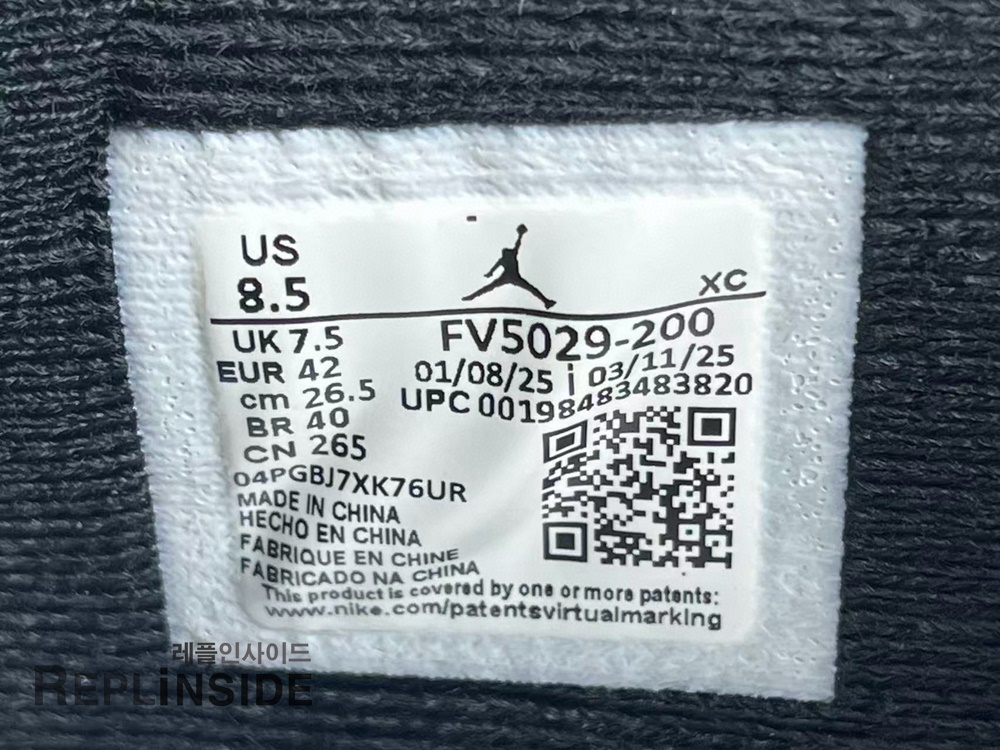 US
8.5
XC
UK 7.5
EUR 42
cm 26.5
BR 40
CN 265
FV5029-200
01/08/25 | 03/11/25
UPC 00198483483820
04PGBJ7XK76UR
MADE IN CHINA
HECHO EN CHINA
FABRIQUE EN CHINE
FABRICADO NA CHINA
This product is covered by one or more patents:
www.nike.com/patentsvirtualmarking
레플인사이드
REPLINSIDE